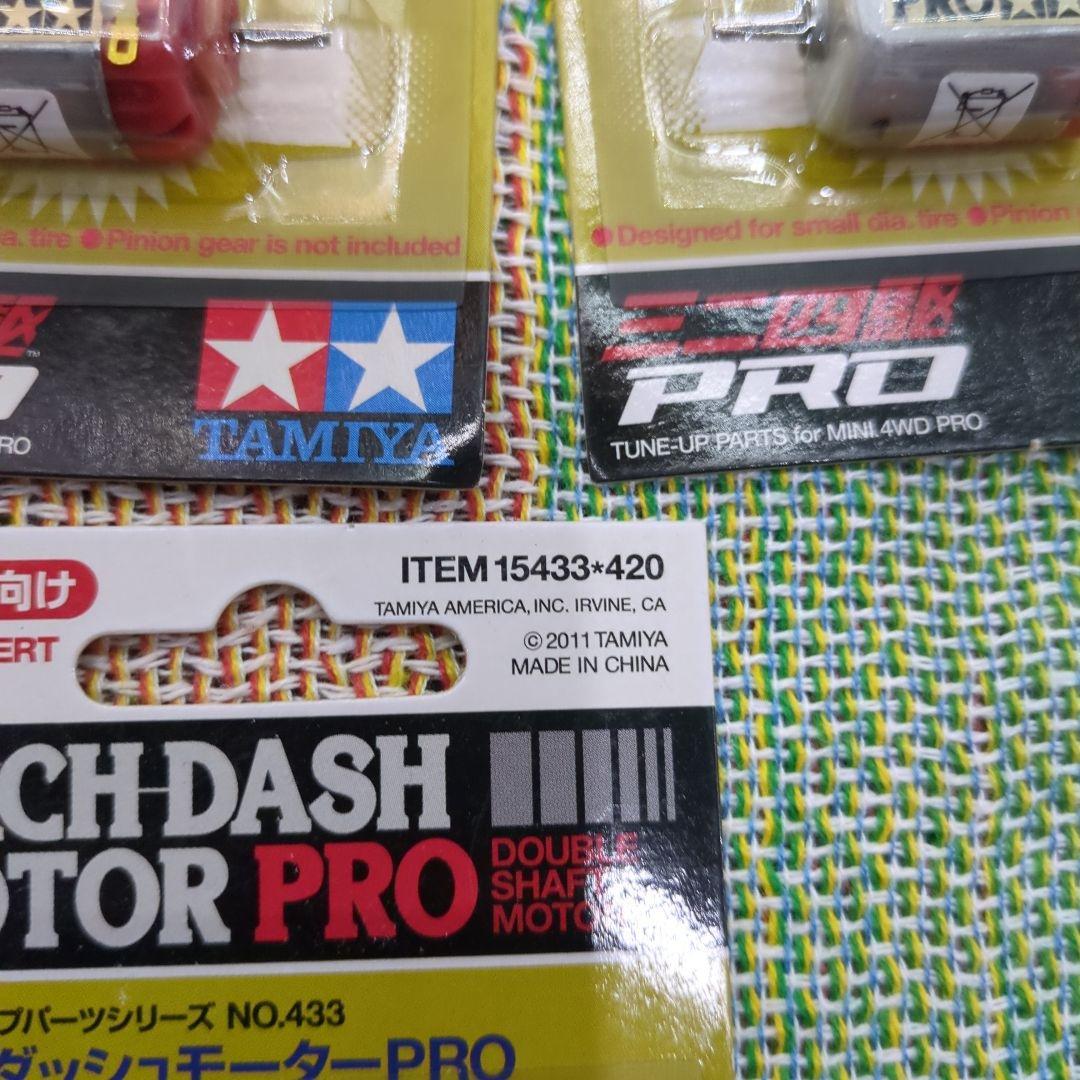 PRO
a. tire ●Pinion gear is not included
TAMIYA
RO
●Designed for small dia. tire ●Pinion
ミニ四駆
PRO
TUNE-UP PARTS for MINI 4WD PRO
向け
ERT
ITEM 15433*420
TAMIYA AMERICA, INC. IRVINE, CA
©2011 TAMIYA
MADE IN CHINA
CH-DASH
OTOR PRO
DOUBLE
SHAFT
MOTOR
プパーツシリーズ NO.433
ダッシュモーターPRO